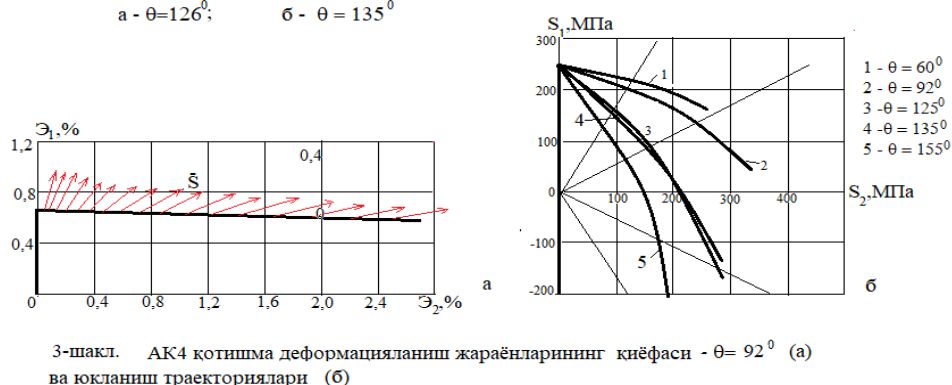 а - θ=126⁰; б - θ = 135⁰
S₁,МПа
300
200
100
0
-100
-200
100 200 300 400
S₂,МПа
1
2
3
4
5
1 - θ = 60⁰
2 - θ = 92⁰
3 - θ = 125⁰
4 -θ = 135⁰
5 - θ = 155⁰
б
Э₁,%
1,2
0,8
0,4
0,4
0
S̄
0 0,4 0,8 1,2 1,6 2,0 2,4 Э₂,%
а
3-шакл. АК4 қотишма деформацияланиш жараёнларининг қиёфаси - θ= 92⁰ (а)
ва юкланиш траекториялари (б)